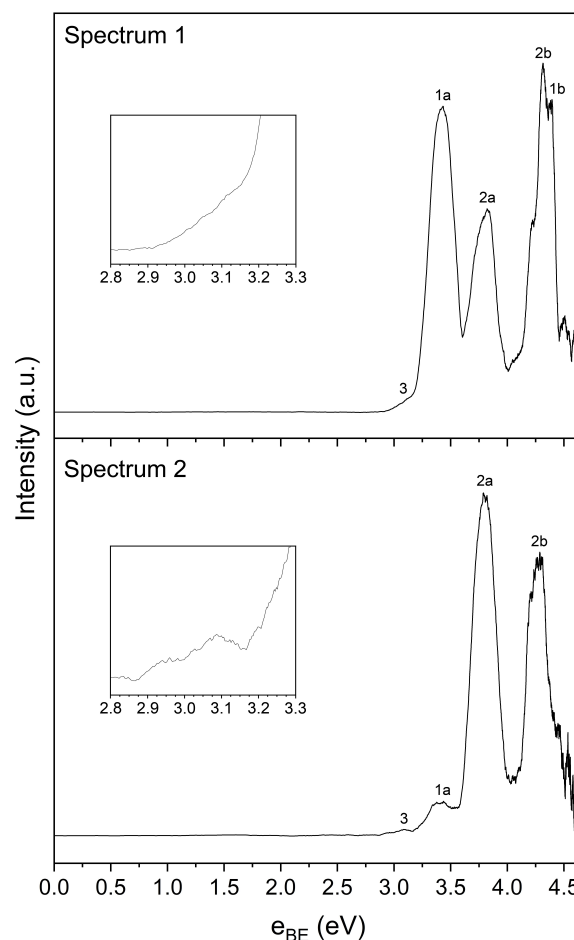 Spectrum 1
2b
1b
1a
2a
3
2.8 2.9 3.0 3.1 3.2 3.3
Intensity (a.u.)
Spectrum 2
2a
2b
1a
3
2.8 2.9 3.0 3.1 3.2 3.3
0.0 0.5 1.0 1.5 2.0 2.5 3.0 3.5 4.0 4.5
eBE (eV)